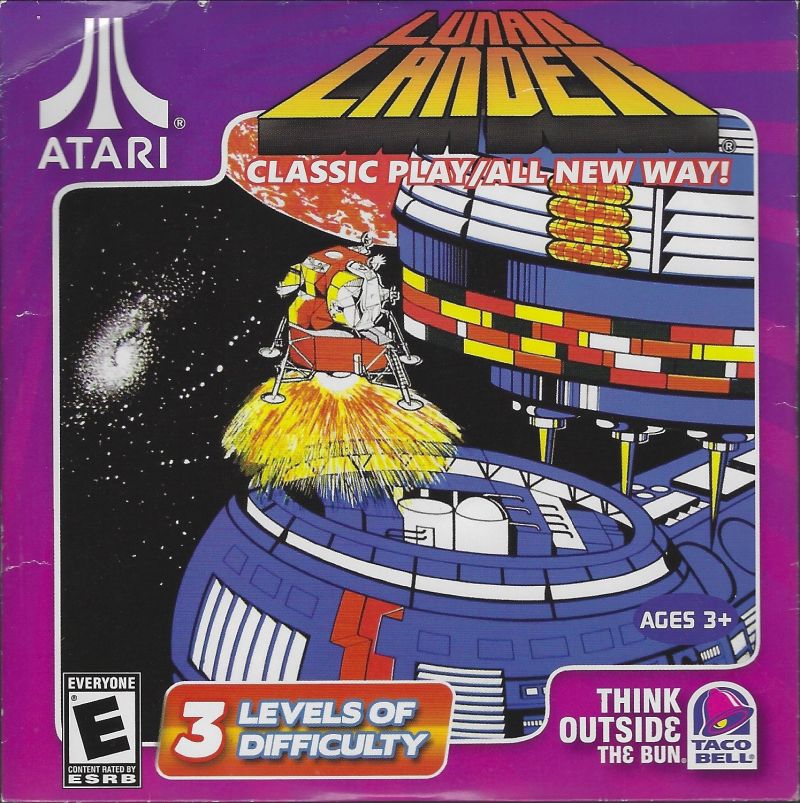 LUNAR
LANDER®
ATARI®
CLASSIC PLAY/ALL NEW WAY!
AGES 3+
EVERYONE
E
®
CONTENT RATED BY
ESRB
3 LEVELS OF
DIFFICULTY
THINK
OUTSIDE
THE BUN.®
TACO
BELL®